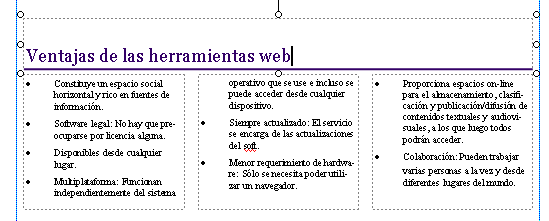 Ventajas de las herramientas web
Constituye un espacio social
horizontal y rico en fuentes de
información.
Software legal: No hay que pre-
ocuparse por licencia alguna.
Disponibles desde cualquier
lugar.
Multiplataforma: Funcionan
independientemente del sistema
operativo que se use e incluso se
puede acceder desde cualquier
dispositivo.
Siempre actualizado: El servicio
se encarga de las actualizaciones
del soft.
Menor requerimiento de hardwa-
re: Sólo se necesita poder utili-
zar un navegador.
Proporciona espacios on-line
para el almacenamiento, clasifi-
cación y publicación/difusión de
contenidos textuales y audiovi-
suales, a los que luego todos
podrán acceder.
Colaboración: Pueden trabajar
varias personas a la vez y desde
diferentes lugares del mundo.